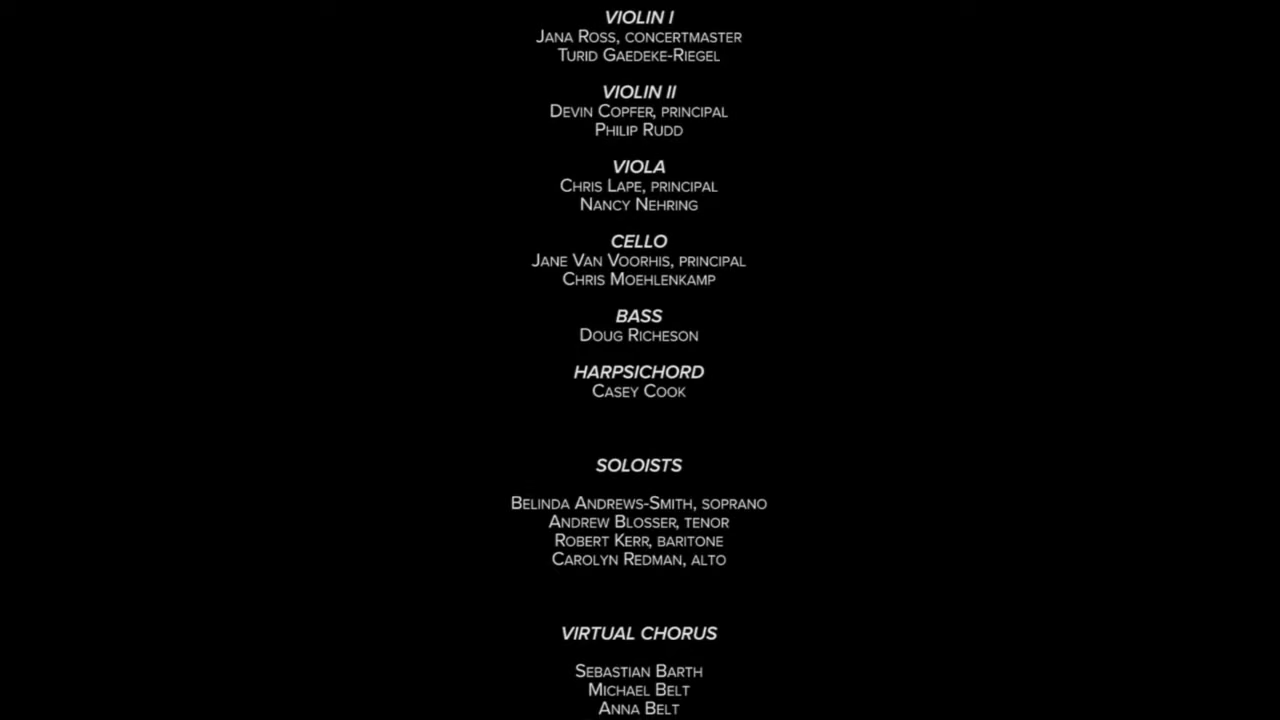 VIOLIN I
JANA ROSS, CONCERTMASTER
TURID GAEDEKE-RIEGEL
VIOLIN II
DEVIN COPFER, PRINCIPAL
PHILIP RUDD
VIOLA
CHRIS LAPE, PRINCIPAL
NANCY NEHRING
CELLO
JANE VAN VOORHIS, PRINCIPAL
CHRIS MOEHLENKAMP
BASS
DOUG RICHESON
HARPSICHORD
CASEY COOK
SOLOISTS
BELINDA ANDREWS-SMITH, SOPRANO
ANDREW BLOSSER, TENOR
ROBERT KERR, BARITONE
CAROLYN REDMAN, ALTO
VIRTUAL CHORUS
SEBASTIAN BARTH
MICHAEL BELT
ANNA BELT